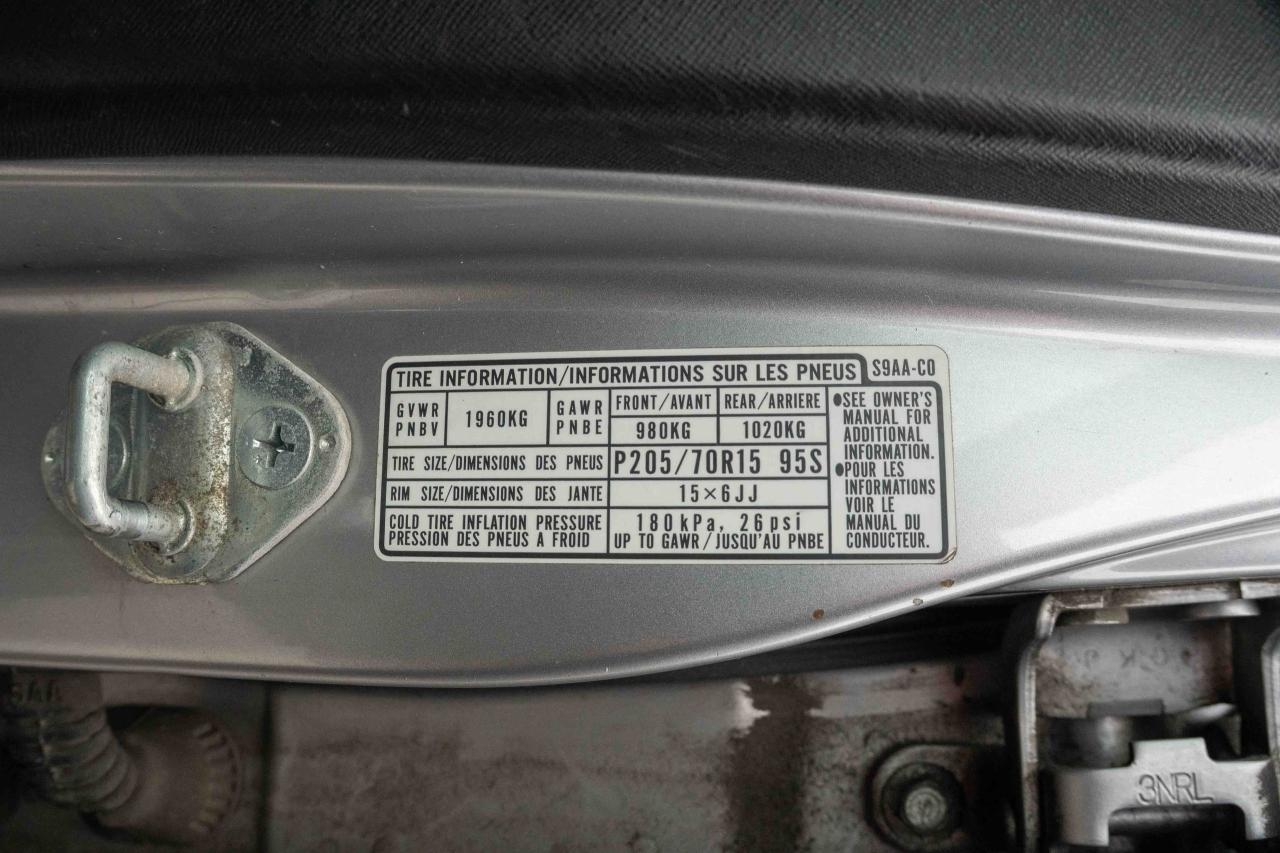 TIRE INFORMATION/INFORMATIONS SUR LES PNEUS
S9AA-C0
GVWR
PNBV
1960KG
GAWR
PNBE
FRONT/AVANT
REAR/ARRIERE
980KG
1020KG
TIRE SIZE/DIMENSIONS DES PNEUS
P205/70R15 95S
RIM SIZE/DIMENSIONS DES JANTE
15×6JJ
COLD TIRE INFLATION PRESSURE
PRESSION DES PNEUS A FROID
180kPa, 26psi
UP TO GAWR/JUSQU'AU PNBE
●SEE OWNER'S
MANUAL FOR
ADDITIONAL
INFORMATION.
●POUR LES
INFORMATIONS
VOIR LE
MANUAL DU
CONDUCTEUR.
3NRL